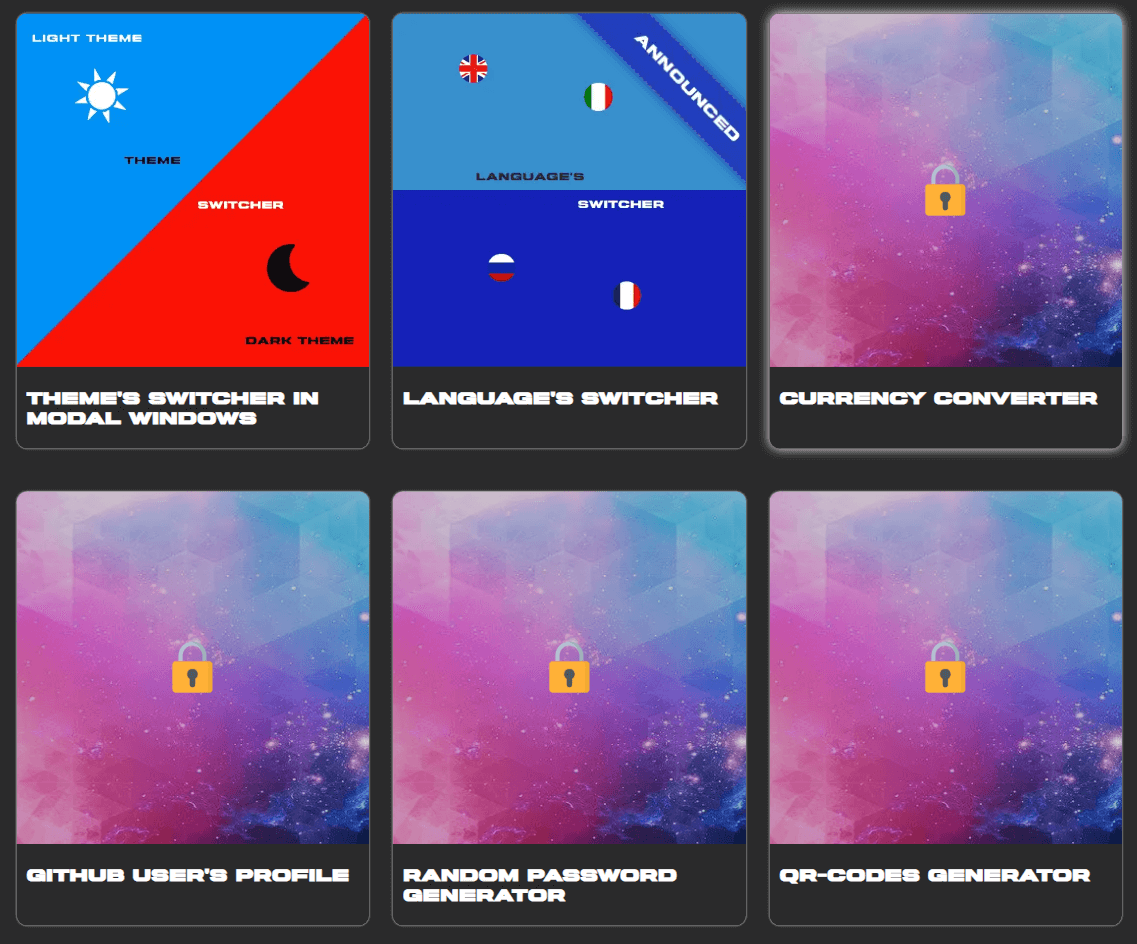 LIGHT THEME
THEME
SWITCHER
DARK THEME
THEME'S SWITCHER IN
MODAL WINDOWS
ANNOUNCED
LANGUAGE'S
SWITCHER
LANGUAGE'S SWITCHER
CURRENCY CONVERTER
GITHUB USER'S PROFILE
RANDOM PASSWORD
GENERATOR
QR-CODES GENERATOR